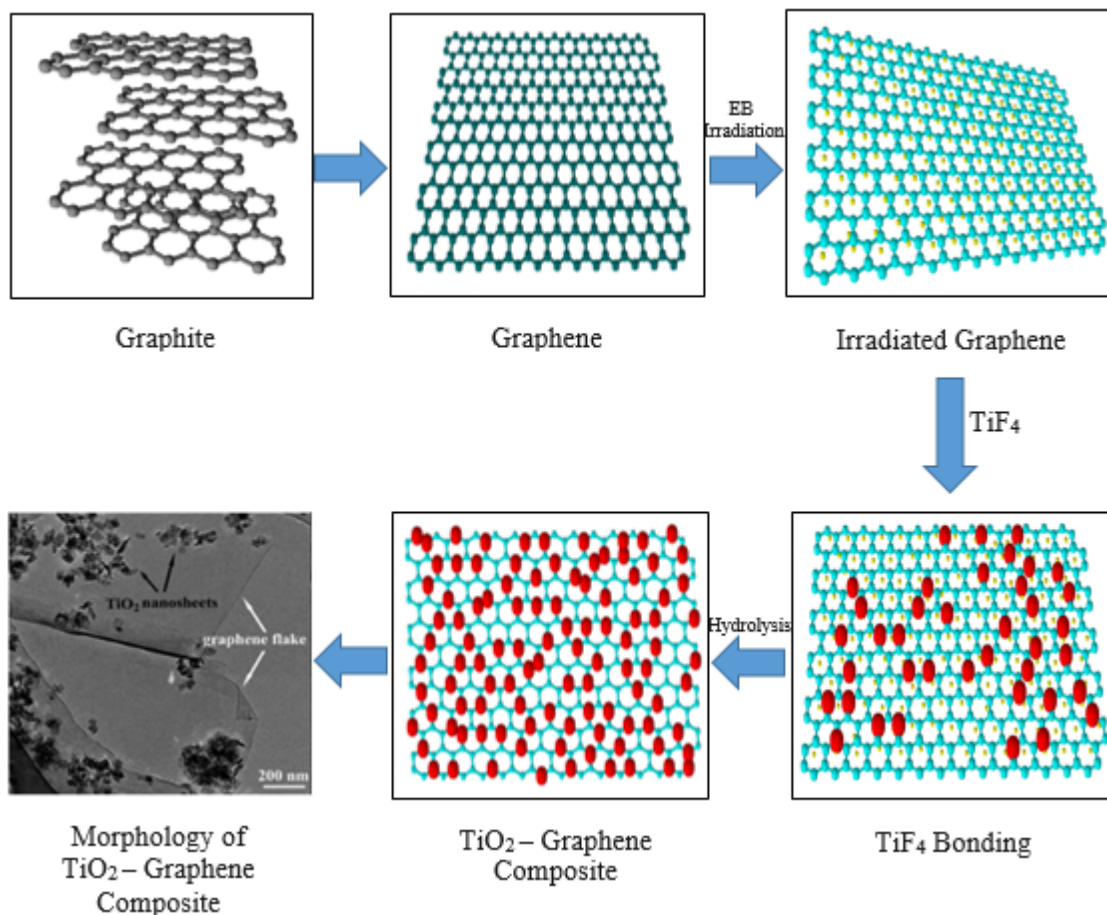 EB
Irradiation
Graphite
Graphene
Irradiated Graphene
TiF₄
TiO₂ nanosheets
graphene flake
200 nm
Hydrolysis
Morphology of
TiO₂ – Graphene
Composite
TiO₂ – Graphene
Composite
TiF₄ Bonding